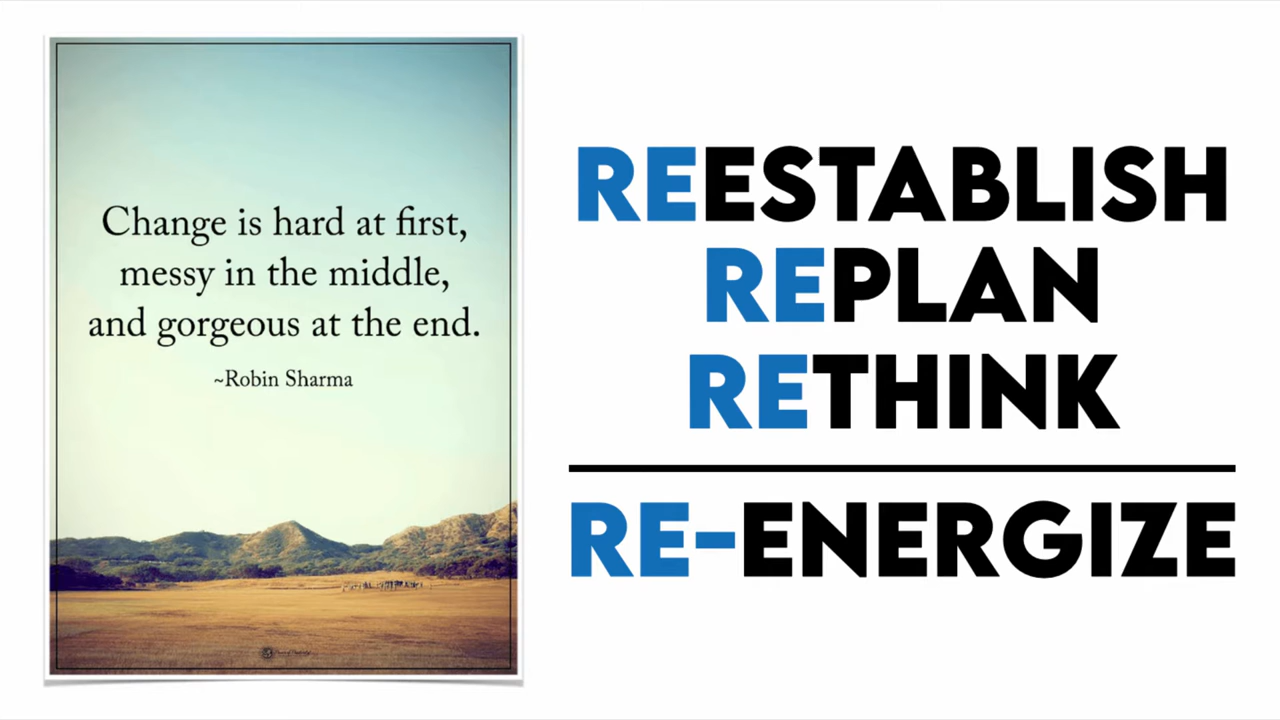 Change is hard at first,
messy in the middle,
and gorgeous at the end.
~Robin Sharma
REESTABLISH
REPLAN
RETHINK
RE-ENERGIZE